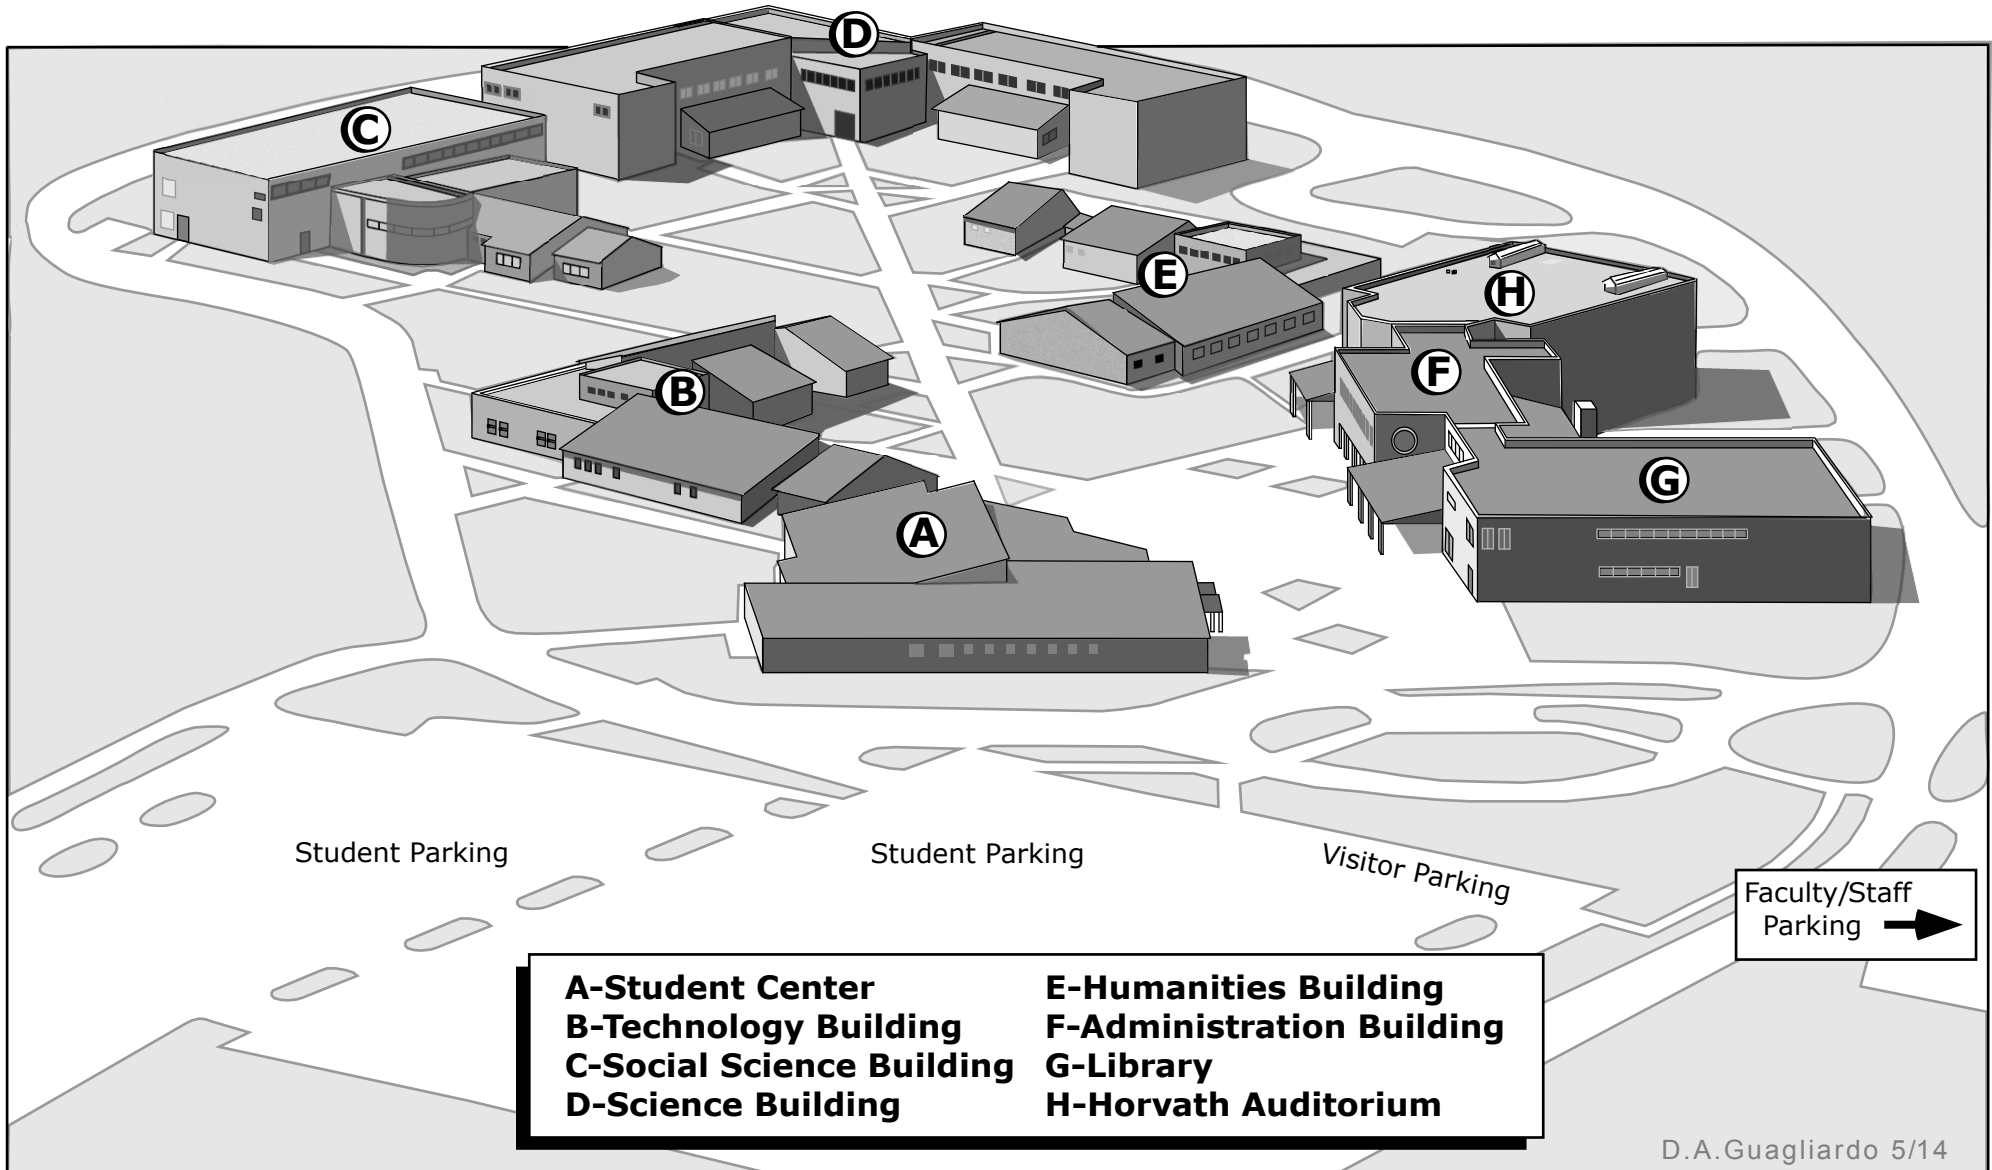 D
C
E
H
F
B
G
A
Student Parking
Student Parking
Visitor Parking
Faculty/Staff
Parking
A-Student Center
B-Technology Building
C-Social Science Building
D-Science Building
E-Humanities Building
F-Administration Building
G-Library
H-Horvath Auditorium
D.A.Guagliardo 5/14